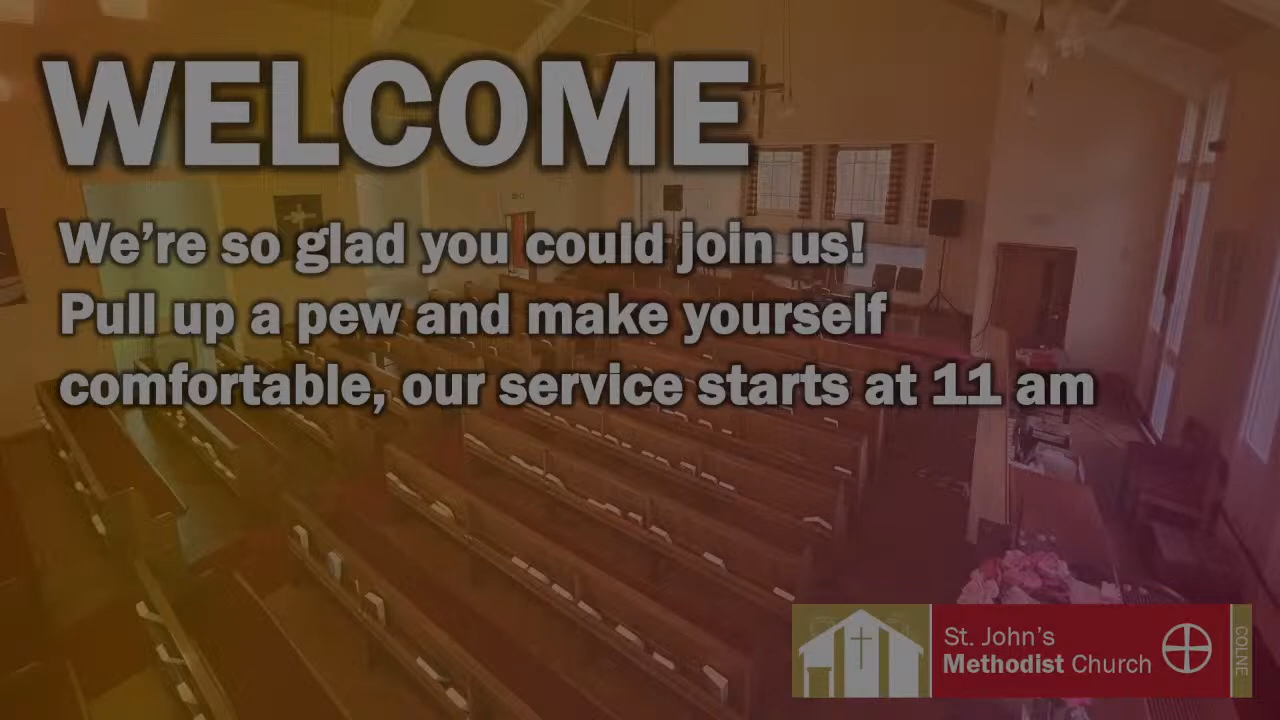 WELCOME
We’re so glad you could join us!
Pull up a pew and make yourself
comfortable, our service starts at 11 am
St. John’s
Methodist Church
COLNE